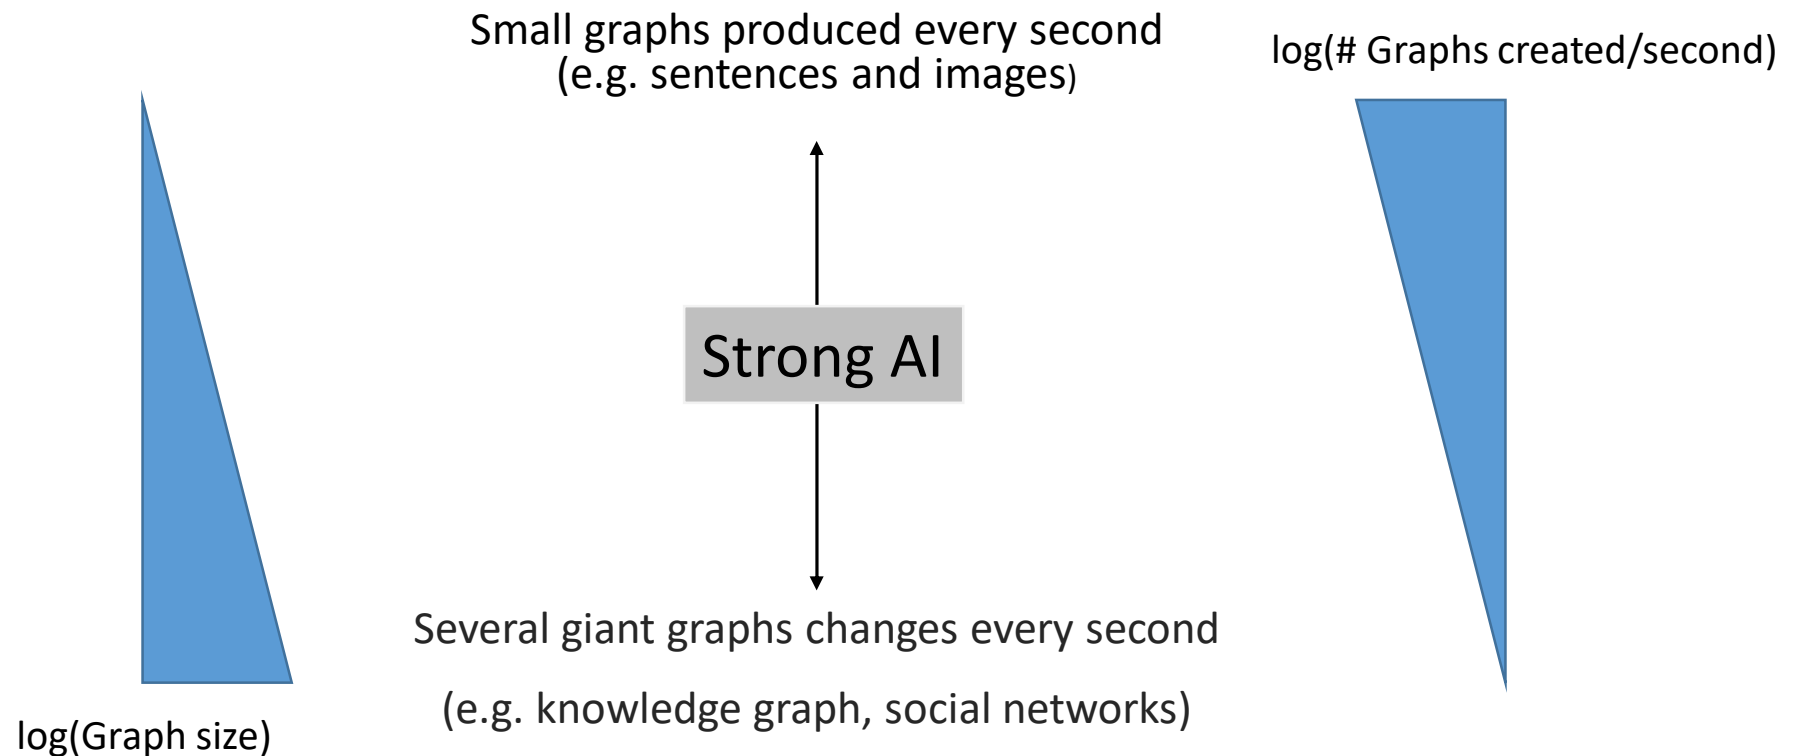 Small graphs produced every second
(e.g. sentences and images)
log(# Graphs created/second)
Strong AI
Several giant graphs changes every second
(e.g. knowledge graph, social networks)
log(Graph size)